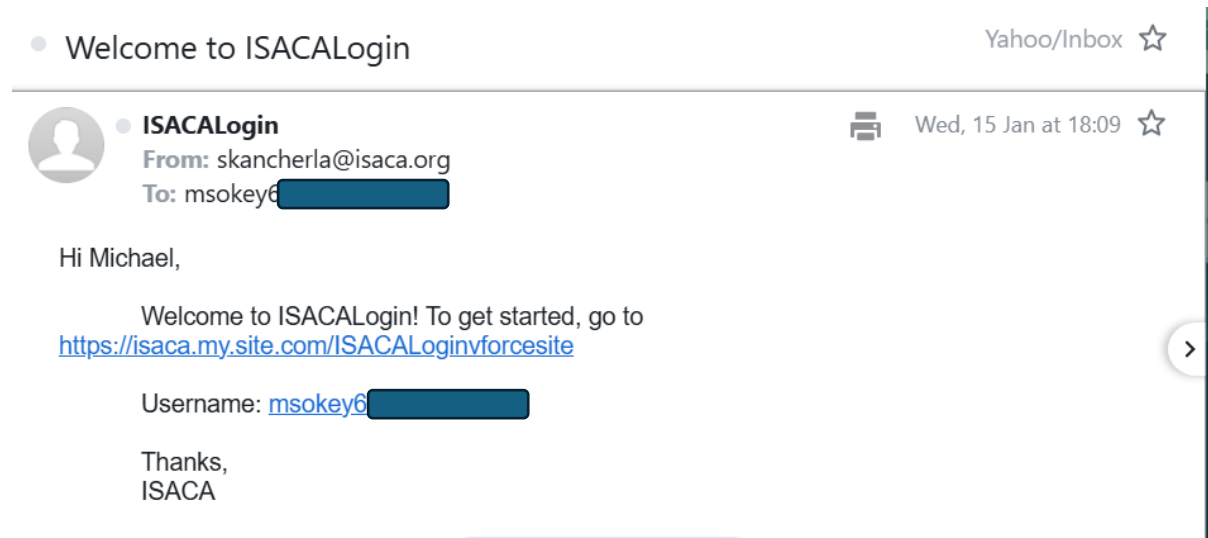 Welcome to ISACALogin
Yahoo/Inbox
ISACALogin
Wed, 15 Jan at 18:09
From: skancherla@isaca.org
To: msokey6
Hi Michael,
Welcome to ISACALogin! To get started, go to
https://isaca.my.site.com/ISACALoginvforcesite
Username: msokey6
Thanks,
ISACA